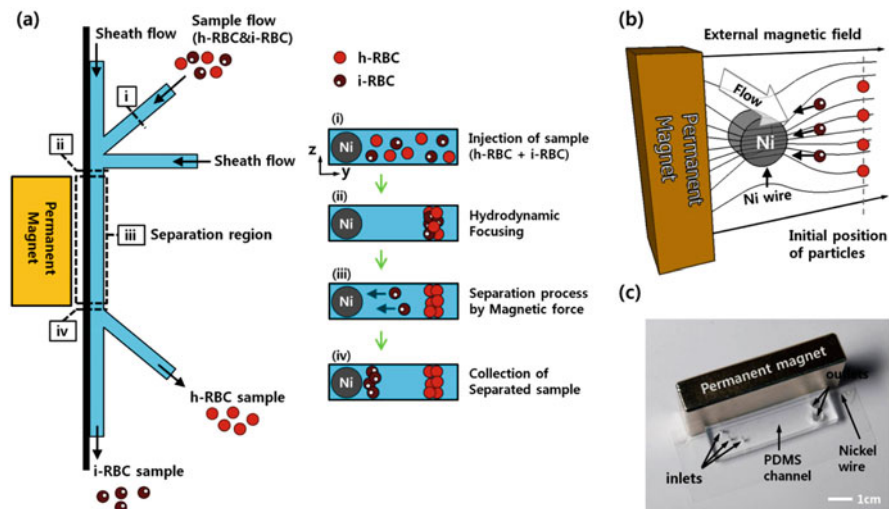 (a)
Sheath flow
Sample flow
(h-RBC&i-RBC)
i
ii
Sheath flow
Permanent
Magnet
iii
Separation region
iv
h-RBC sample
i-RBC sample
h-RBC
i-RBC
(i)
Ni
z
y
Injection of sample
(h-RBC + i-RBC)
(ii)
Ni
Hydrodynamic
Focusing
(iii)
Ni
Separation process
by Magnetic force
(iv)
Ni
Collection of
Separated sample
(b)
External magnetic field
Permanent
Magnet
Flow
Ni
Ni wire
Initial position
of particles
(c)
Permanent magnet
outlets
inlets
PDMS
channel
Nickel
wire
1cm